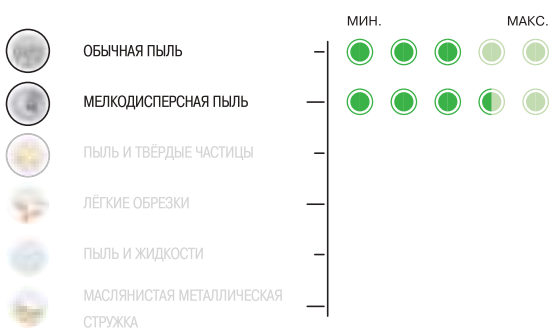 МИН. МАКС.
ОБЫЧНАЯ ПЫЛЬ
МЕЛКОДИСПЕРСНАЯ ПЫЛЬ
ПЫЛЬ И ТВЁРДЫЕ ЧАСТИЦЫ
ЛЁГКИЕ ОБРЕЗКИ
ПЫЛЬ И ЖИДКОСТИ
МАСЛЯНИСТАЯ МЕТАЛЛИЧЕСКАЯ
СТРУЖКА